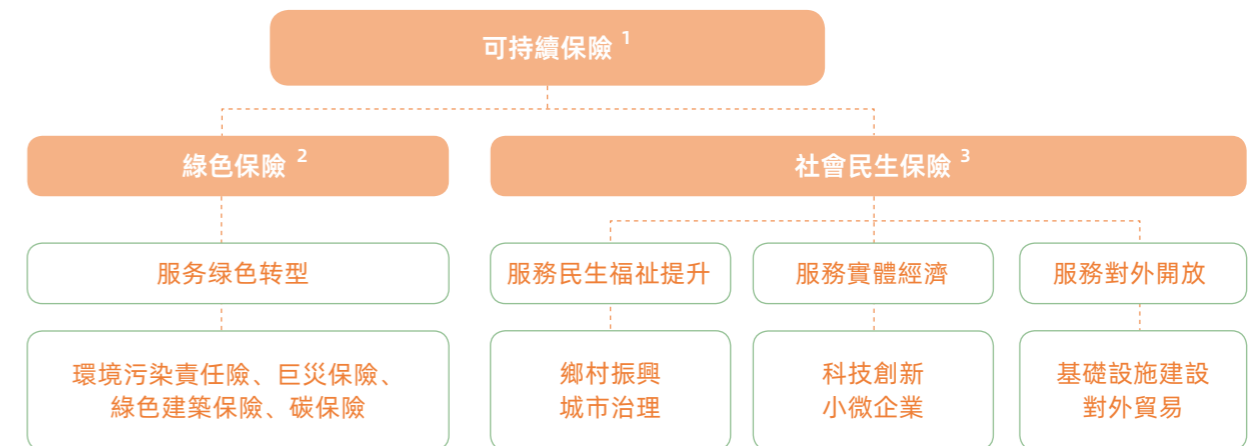 可持續保險 1
綠色保險 2
社會民生保險 3
服务绿色转型
服務民生福祉提升
服務實體經濟
服務對外開放
環境污染責任險、巨災保險、
綠色建築保險、碳保險
鄉村振興
城市治理
科技創新
小微企業
基礎設施建設
對外貿易